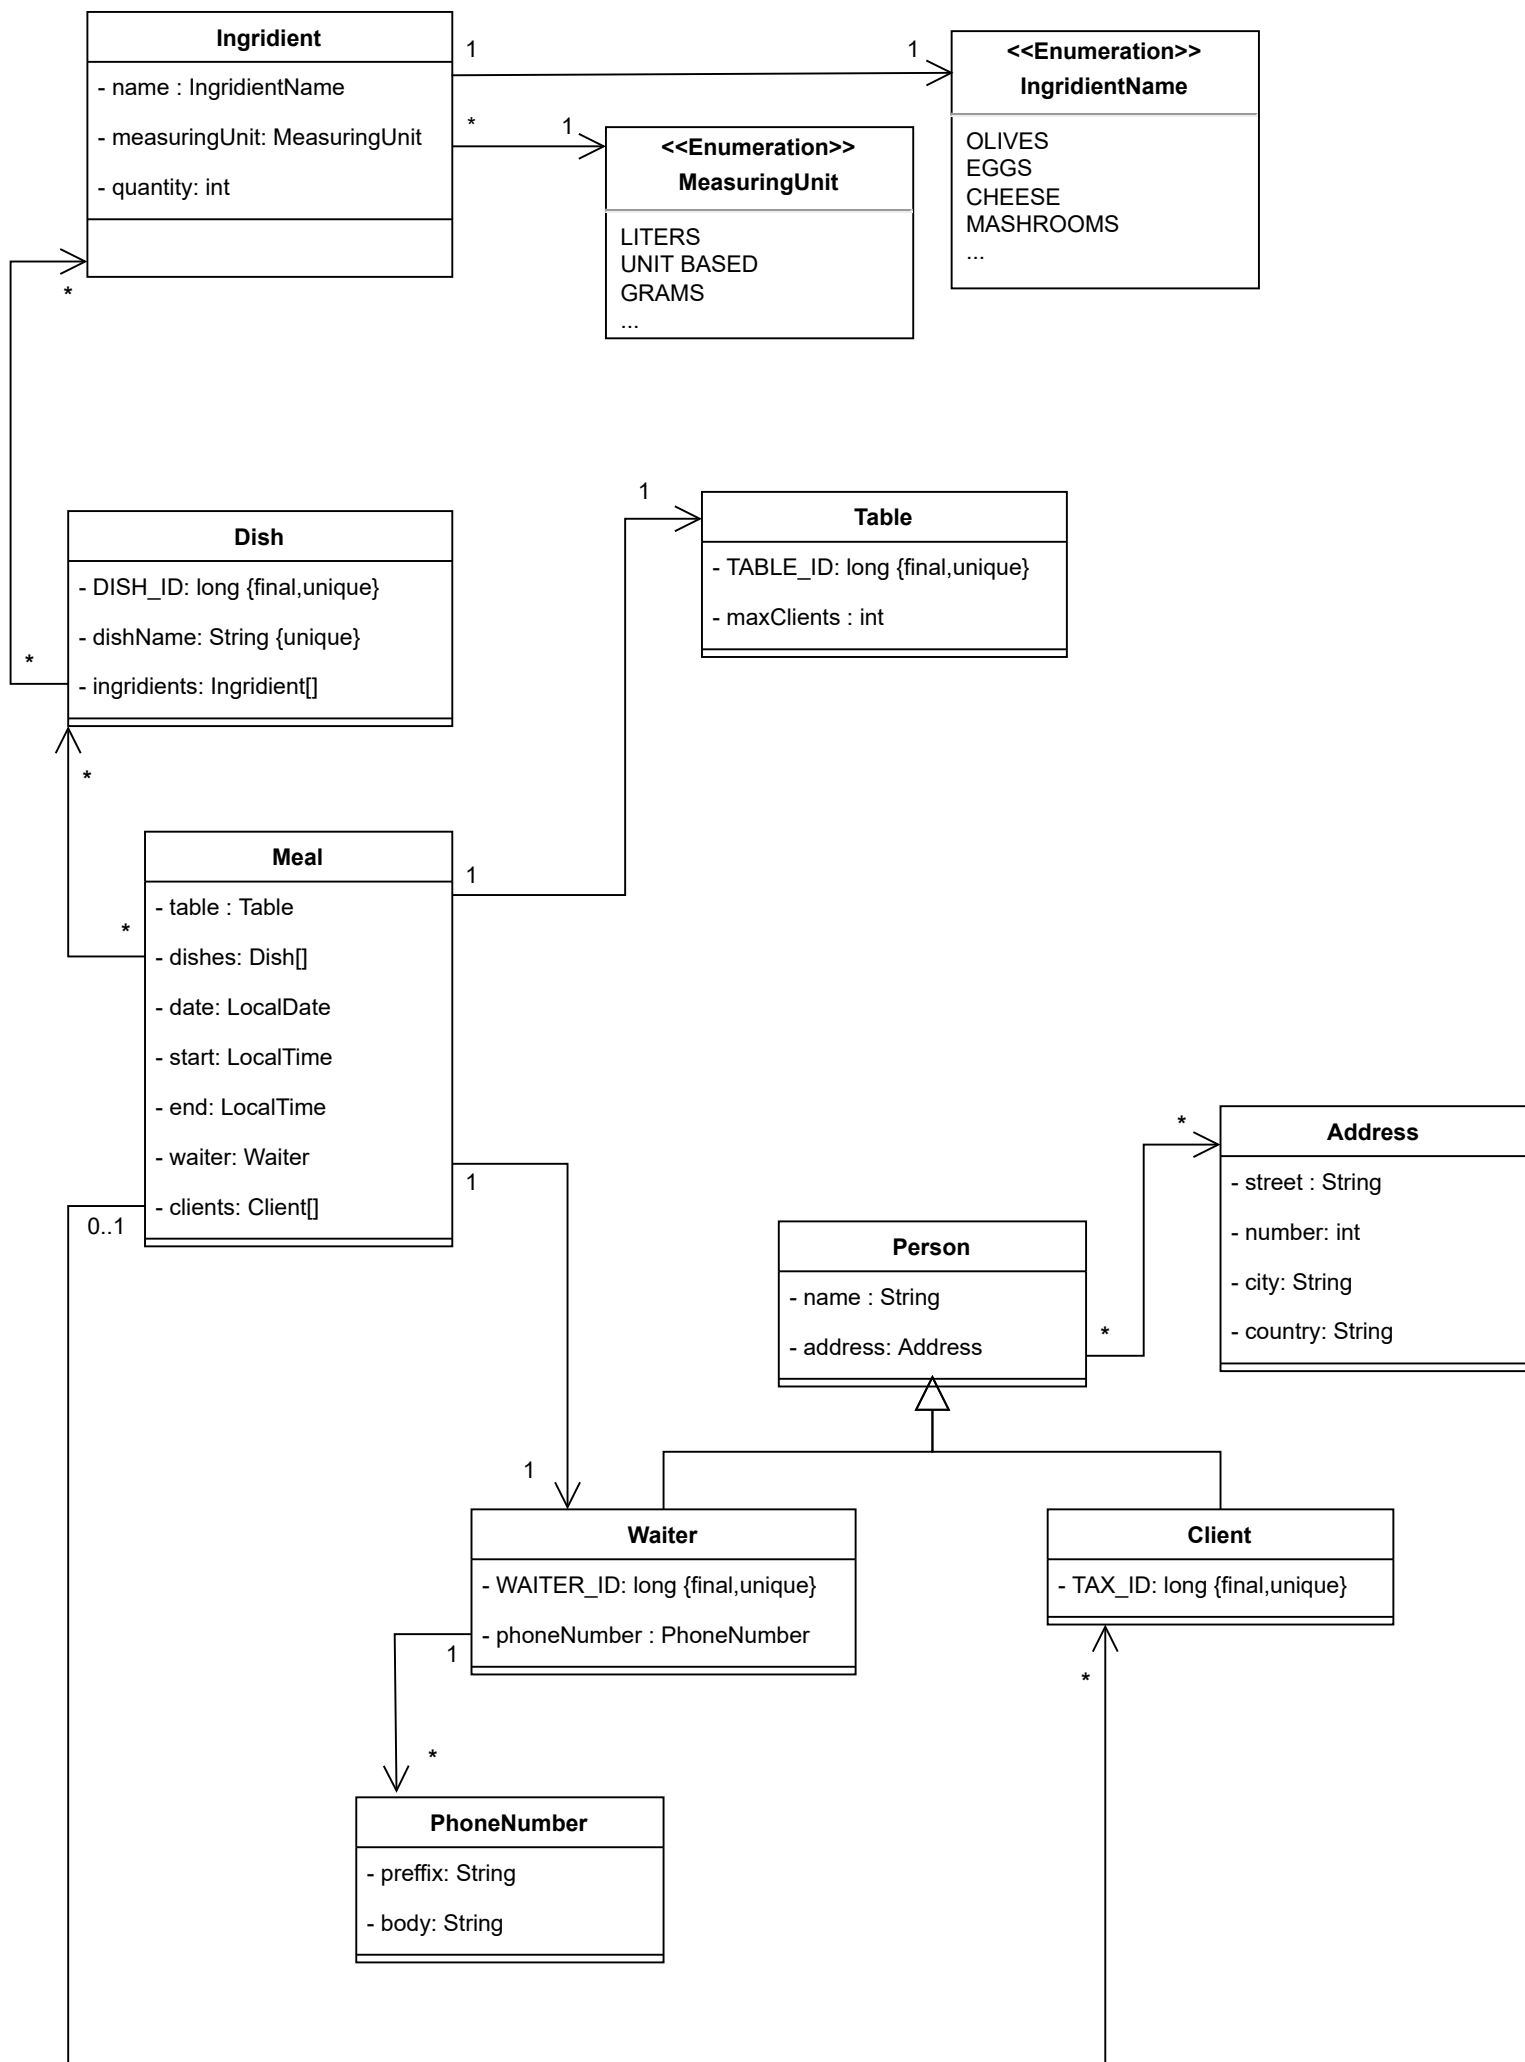 Ingridient
- name : IngridientName
- measuringUnit: MeasuringUnit
- quantity: int
1
1
*
1
<<Enumeration>>
IngridientName
OLIVES
EGGS
CHEESE
MASHROOMS
...
<<Enumeration>>
MeasuringUnit
LITERS
UNIT BASED
GRAMS
...
*
*
Dish
- DISH_ID: long {final,unique}
- dishName: String {unique}
- ingridients: Ingridient[]
1
Table
- TABLE_ID: long {final,unique}
- maxClients : int
*
*
Meal
- table : Table
- dishes: Dish[]
- date: LocalDate
- start: LocalTime
- end: LocalTime
- waiter: Waiter
- clients: Client[]
1
1
0..1
*
Address
- street : String
- number: int
- city: String
- country: String
Person
- name : String
- address: Address
*
1
Waiter
- WAITER_ID: long {final,unique}
- phoneNumber : PhoneNumber
1
Client
- TAX_ID: long {final,unique}
*
*
PhoneNumber
- preffix: String
- body: String